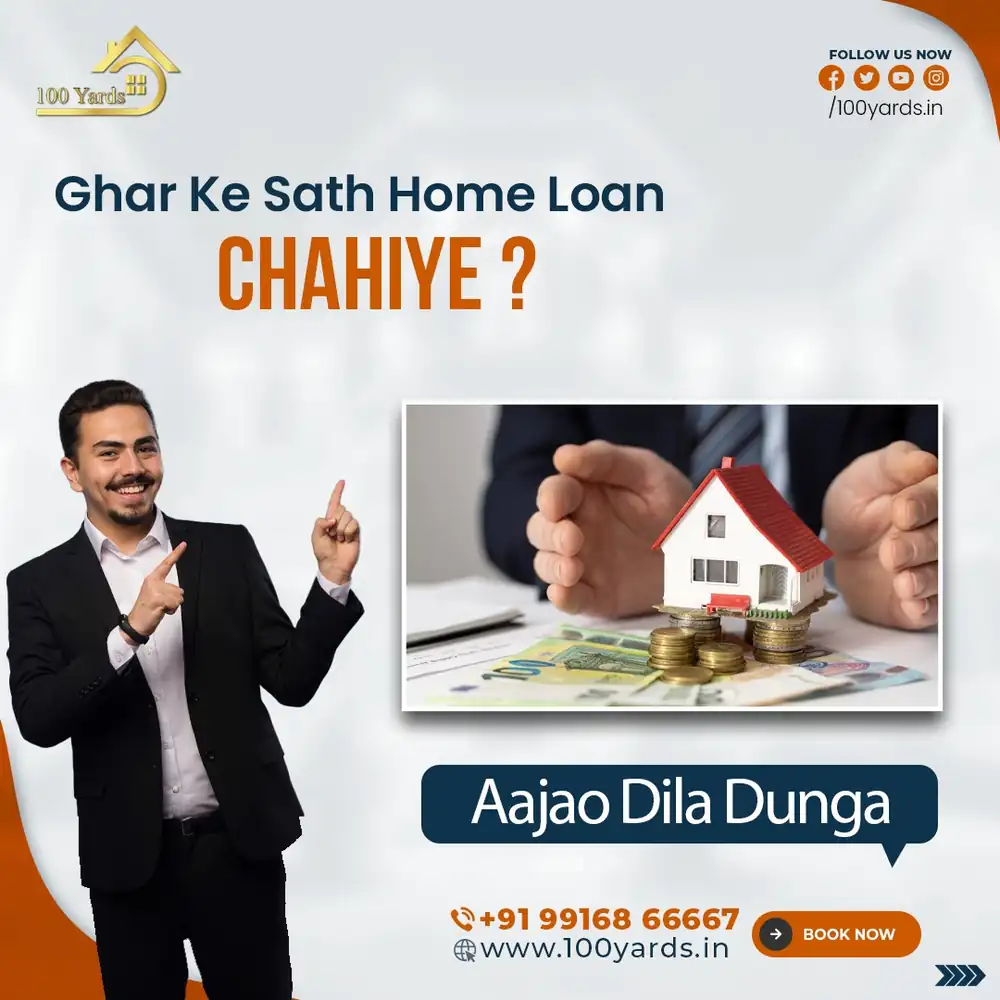 100 Yards
FOLLOW US NOW
/100yards.in
Ghar Ke Sath Home Loan
CHAHIYE ?
Aajao Dila Dunga
+91 99168 66667
www.100yards.in
BOOK NOW